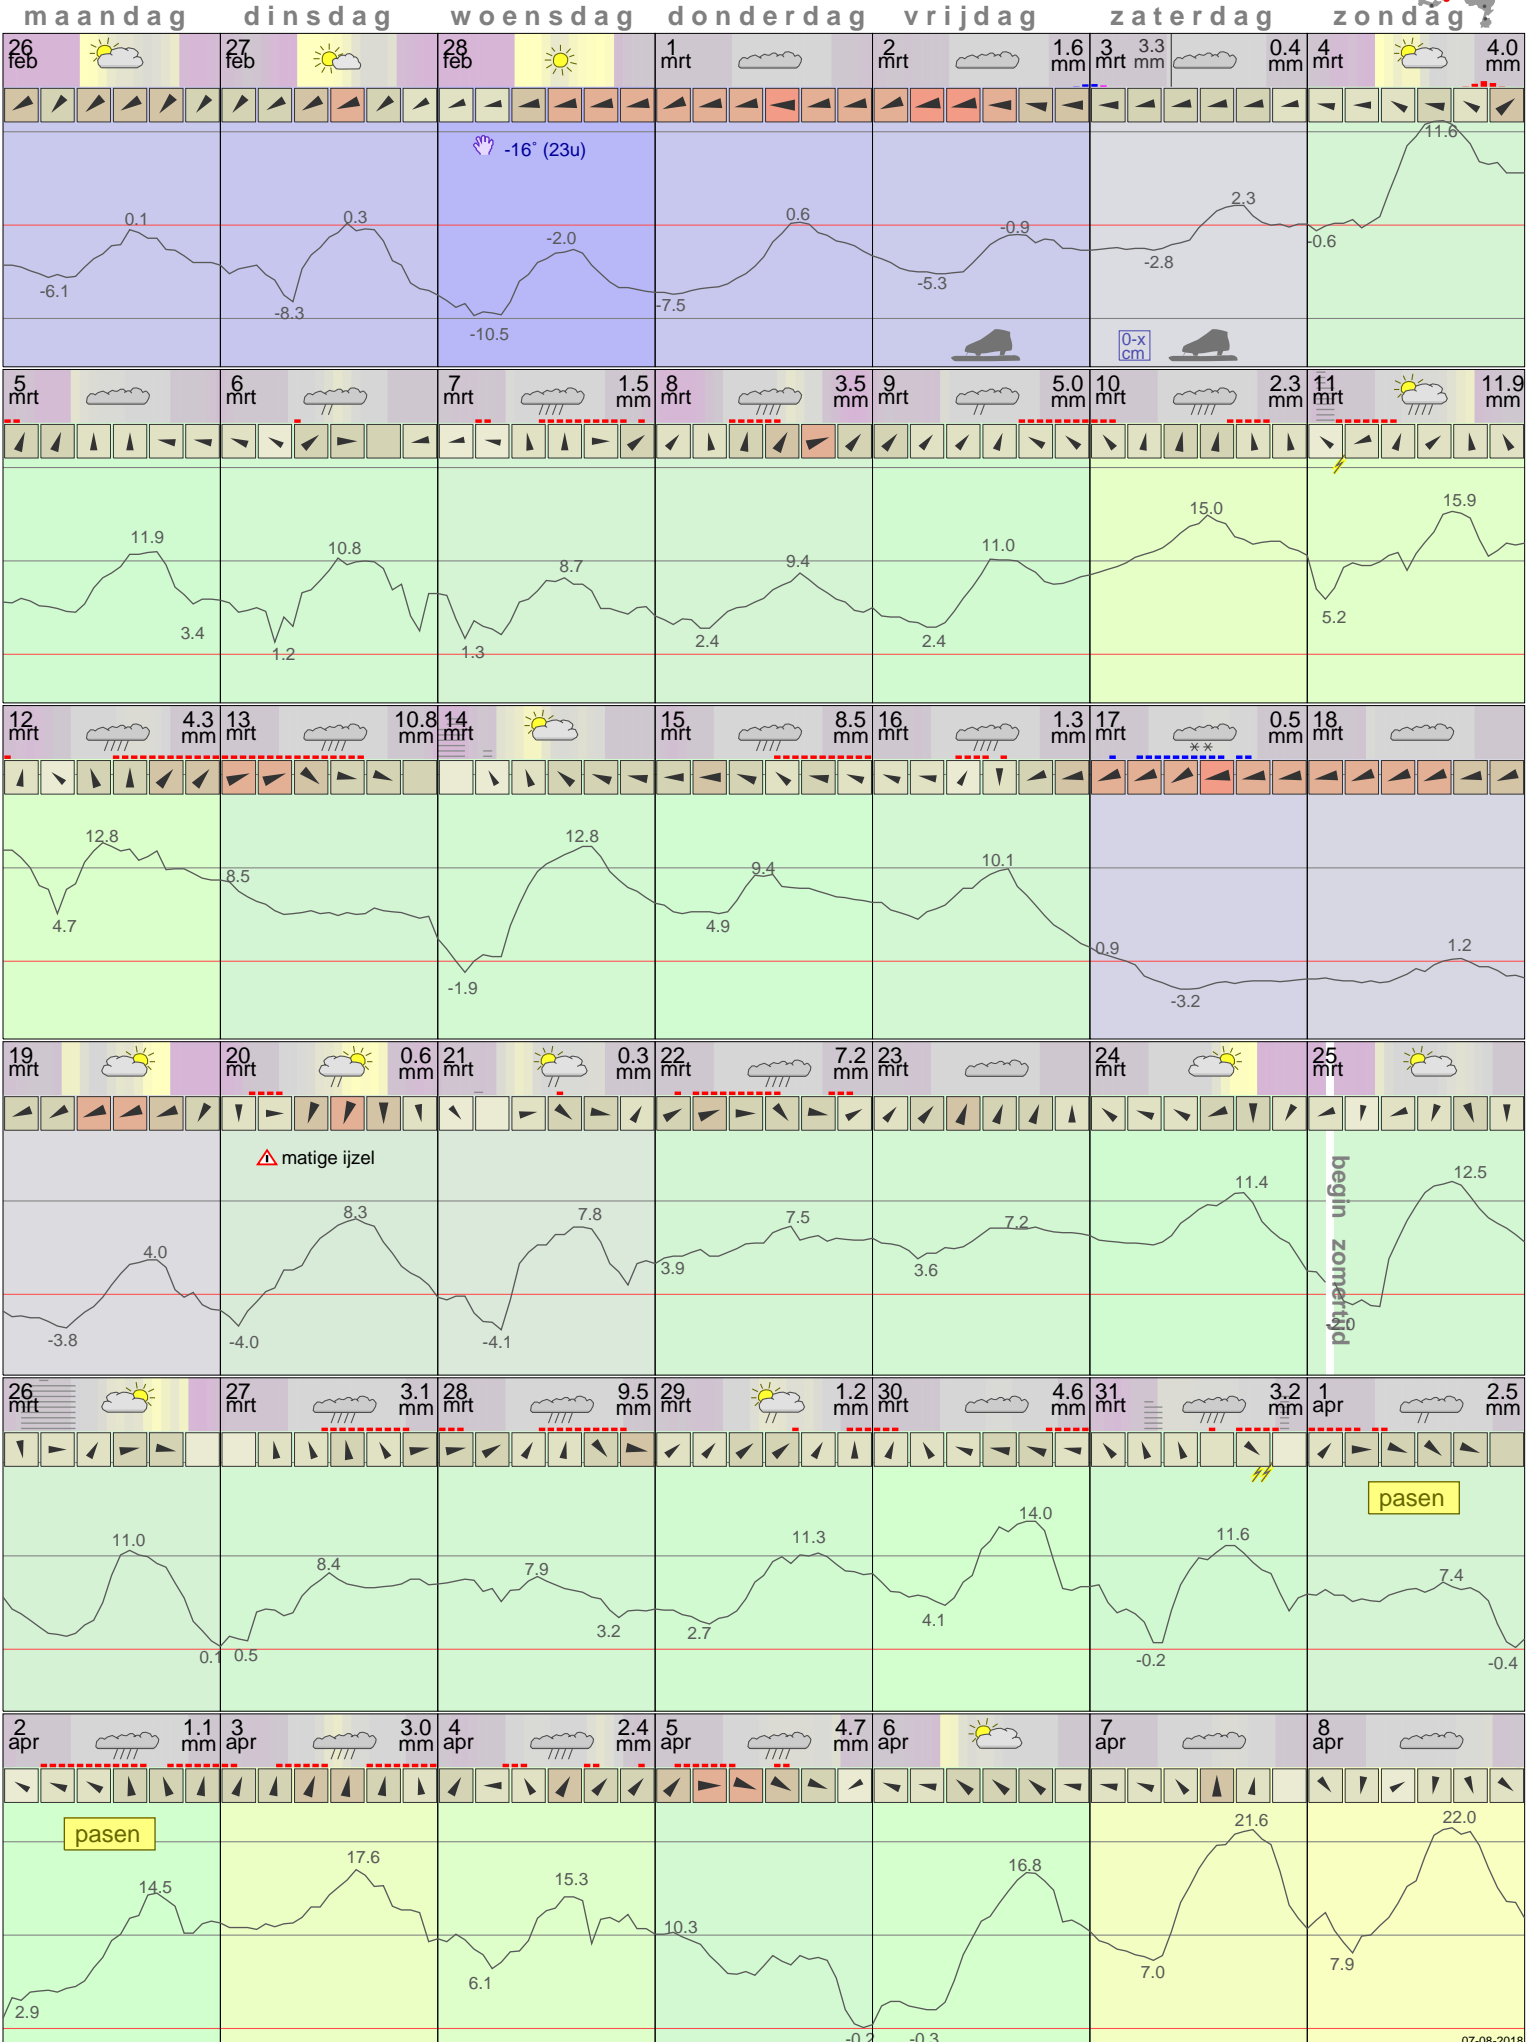 maandag dinsdag woensdag donderdag vrijdag zaterdag zondag
26 feb 27 feb 28 feb 1 mrt 2 mrt 1.6 mm 3 mrt 3.3 mm 0.4 mm 4 mrt 4.0 mm
-16° (23u)
0.1 0.3 -2.0 0.6 -0.9 2.3 11.6
-6.1 -8.3 -10.5 -7.5 -5.3 -2.8 -0.6
0-x cm
5 mrt 6 mrt 7 mrt 1.5 mm 8 mrt 3.5 mm 9 mrt 5.0 mm 10 mrt 2.3 mm 11 mrt 11.9 mm
11.9 10.8 8.7 9.4 11.0 15.0 15.9
3.4 1.2 1.3 2.4 2.4 5.2
12 mrt 4.3 mm 13 mrt 10.8 mm 14 mrt 15 mrt 8.5 mm 16 mrt 1.3 mm 17 mrt 0.5 mm 18 mrt
12.8 8.5 12.8 9.4 10.1 0.9 1.2
4.7 -1.9 4.9 -3.2
19 mrt 20 mrt 0.6 mm 21 mrt 0.3 mm 22 mrt 7.2 mm 23 mrt 24 mrt 25 mrt
matige ijzel
begin zomertijd
4.0 8.3 7.8 7.5 7.2 11.4 12.5
-3.8 -4.0 -4.1 3.9 3.6 -2.0
26 mrt 27 mrt 3.1 mm 28 mrt 9.5 mm 29 mrt 1.2 mm 30 mrt 4.6 mm 31 mrt 3.2 mm 1 apr 2.5 mm
pasen
11.0 8.4 7.9 11.3 14.0 11.6 7.4
0.1 0.5 3.2 2.7 4.1 -0.2 -0.4
2 apr 1.1 mm 3 apr 3.0 mm 4 apr 2.4 mm 5 apr 4.7 mm 6 apr 7 apr 8 apr
pasen
14.5 17.6 15.3 10.3 16.8 21.6 22.0
2.9 6.1 -0.2 -0.3 7.0 7.9
07-08-2018